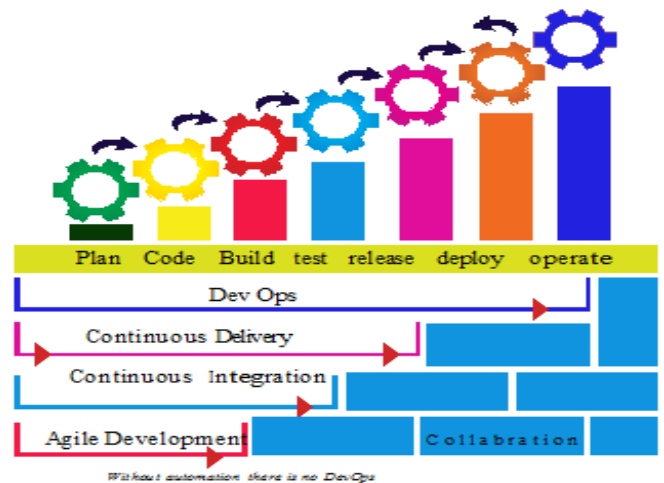 Plan Code Build test release deploy operate
Dev Ops
Continuous Delivery
Continuous Integration
Agile Development
Collabration
Without automation there is no DevOps